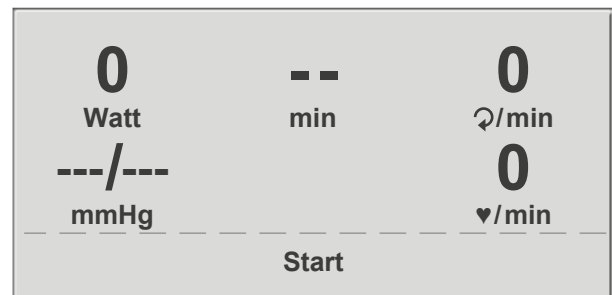 0 -- 0
Watt min ⤵/min
---/--- 0
mmHg ♥/min
Start